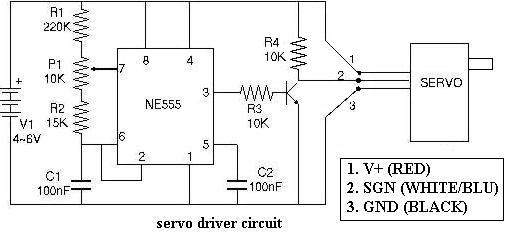 R1
220K
P1
10K
R2
15K
V1
4~6V
C1
100nF
8
4
7
NE555
3
6
5
2
1
R4
10K
R3
10K
C2
100nF
1
2
3
SERVO
1. V+ (RED)
2. SGN (WHITE/BLU)
3. GND (BLACK)
servo driver circuit